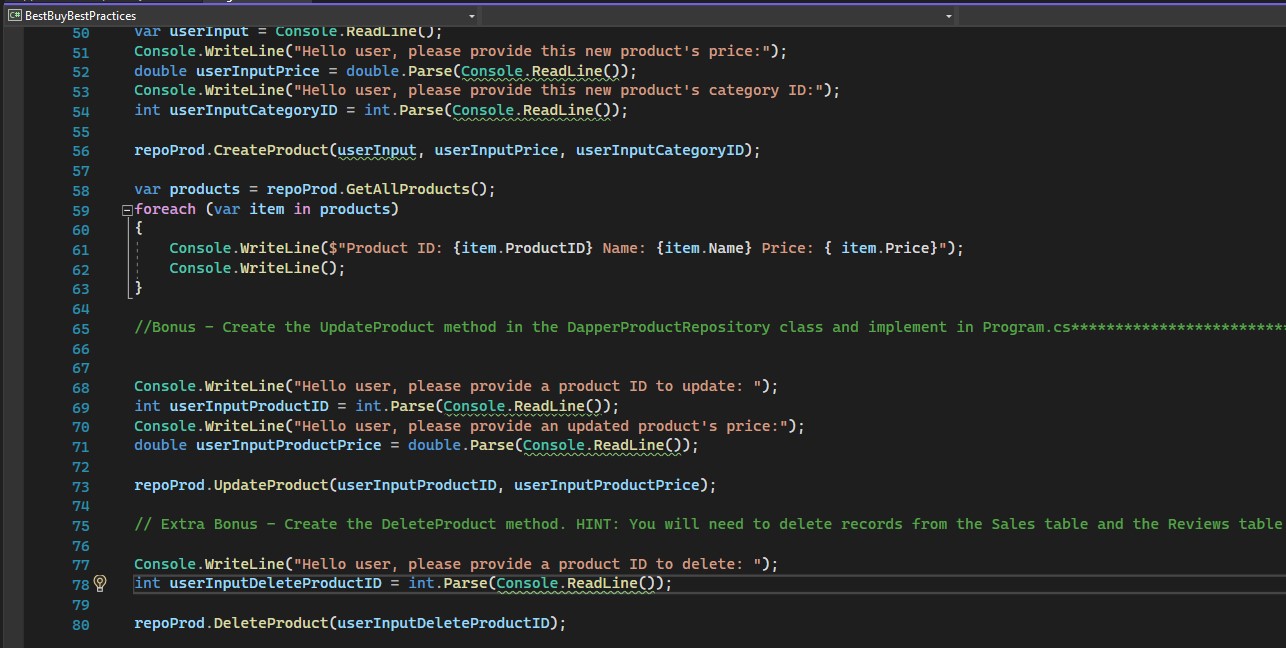 C# BestBuyBestPractices
50 var userInput = Console.ReadLine();
51 Console.WriteLine("Hello user, please provide this new product's price:");
52 double userInputPrice = double.Parse(Console.ReadLine());
53 Console.WriteLine("Hello user, please provide this new product's category ID:");
54 int userInputCategoryID = int.Parse(Console.ReadLine());
55
56 repoProd.CreateProduct(userInput, userInputPrice, userInputCategoryID);
57
58 var products = repoProd.GetAllProducts();
59 foreach (var item in products)
60 {
61 Console.WriteLine($"Product ID: {item.ProductID} Name: {item.Name} Price: { item.Price}");
62 Console.WriteLine();
63 }
64
65 //Bonus - Create the UpdateProduct method in the DapperProductRepository class and implement in Program.cs*************************
66
67
68 Console.WriteLine("Hello user, please provide a product ID to update: ");
69 int userInputProductID = int.Parse(Console.ReadLine());
70 Console.WriteLine("Hello user, please provide an updated product's price:");
71 double userInputProductPrice = double.Parse(Console.ReadLine());
72
73 repoProd.UpdateProduct(userInputProductID, userInputProductPrice);
74
75 // Extra Bonus - Create the DeleteProduct method. HINT: You will need to delete records from the Sales table and the Reviews table
76
77 Console.WriteLine("Hello user, please provide a product ID to delete: ");
78 int userInputDeleteProductID = int.Parse(Console.ReadLine());
79
80 repoProd.DeleteProduct(userInputDeleteProductID);